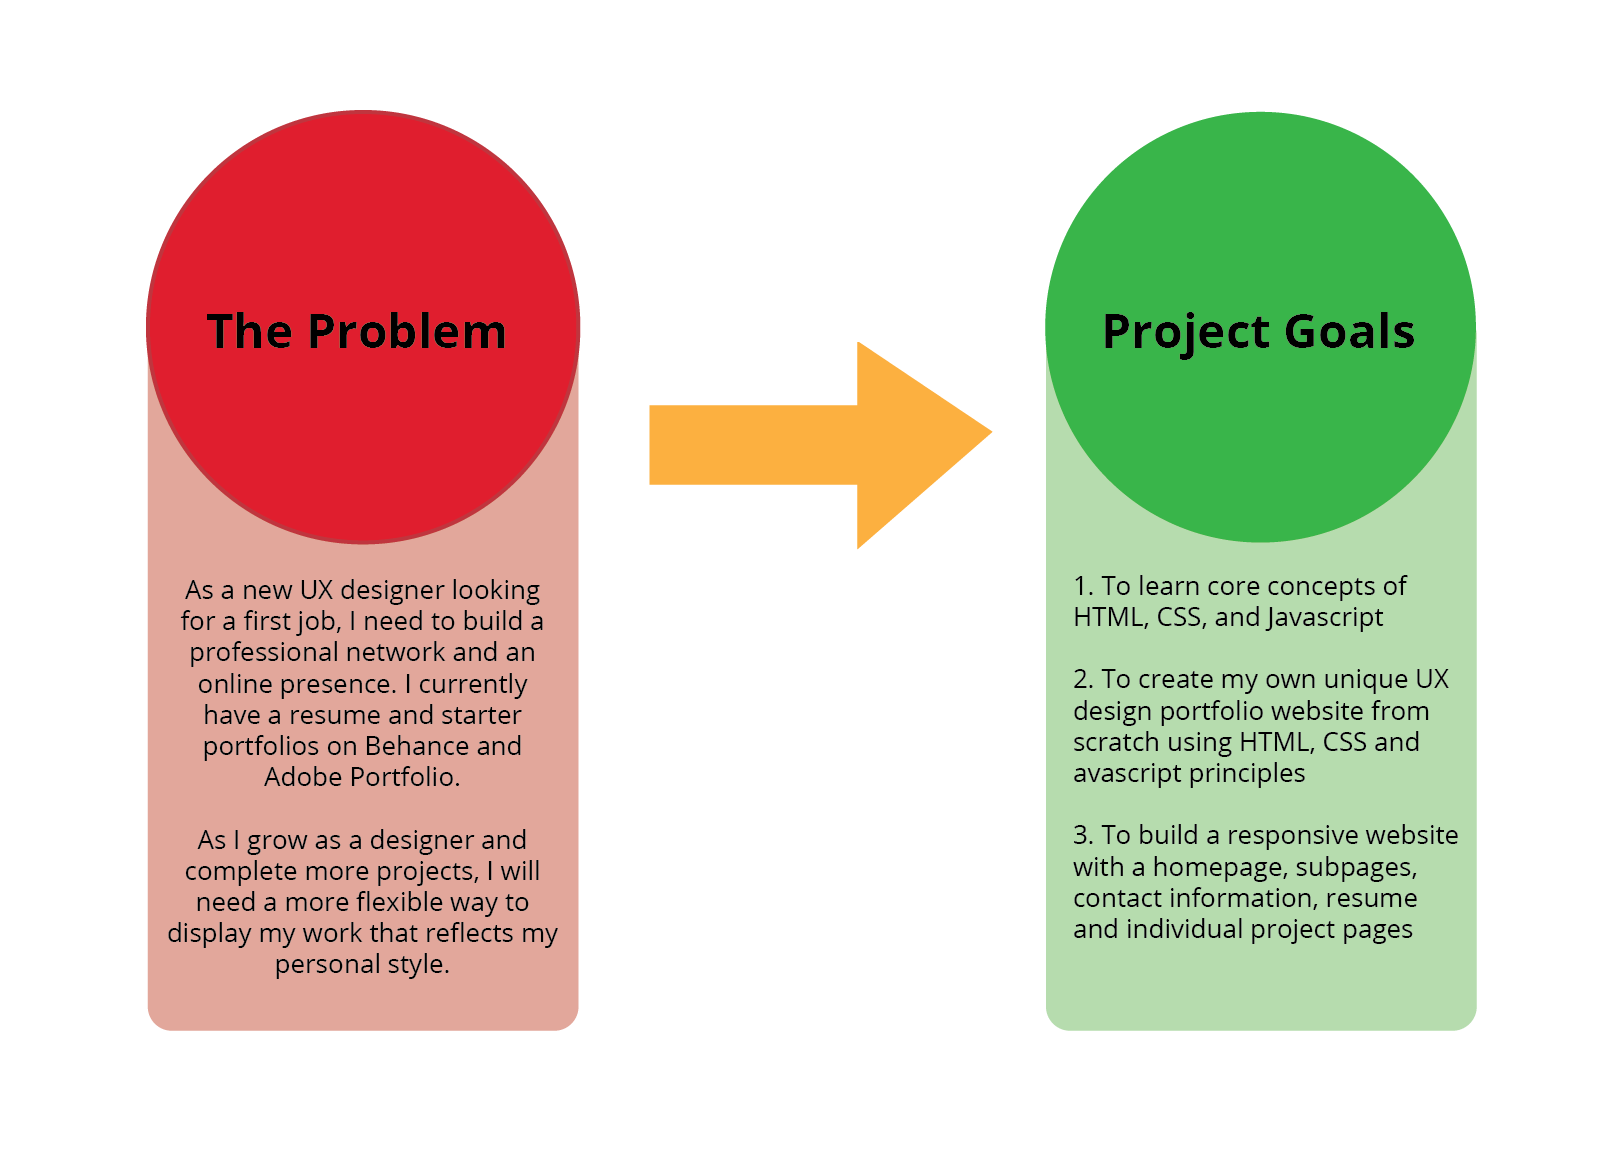 The Problem
As a new UX designer looking
for a first job, I need to build a
professional network and an
online presence. I currently
have a resume and starter
portfolios on Behance and
Adobe Portfolio.
As I grow as a designer and
complete more projects, I will
need a more flexible way to
display my work that reflects my
personal style.
Project Goals
1. To learn core concepts of
HTML, CSS, and Javascript
2. To create my own unique UX
design portfolio website from
scratch using HTML, CSS and
avascript principles
3. To build a responsive website
with a homepage, subpages,
contact information, resume
and individual project pages